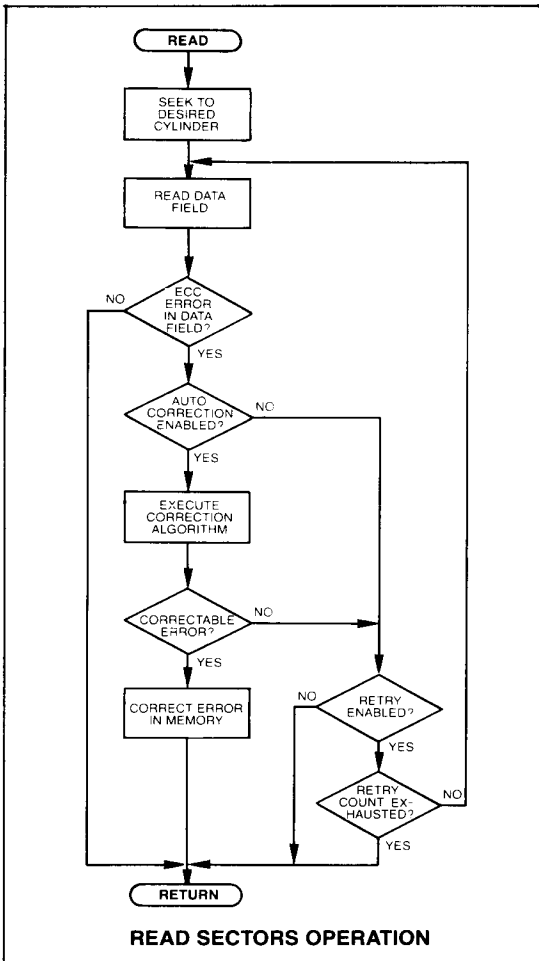 READ
SEEK TO
DESIRED
CYLINDER
READ DATA
FIELD
ECC
ERROR
IN DATA
FIELD?
NO
YES
AUTO
CORRECTION
ENABLED?
NO
YES
EXECUTE
CORRECTION
ALGORITHM
CORRECTABLE
ERROR?
NO
YES
CORRECT ERROR
IN MEMORY
NO
RETRY
ENABLED?
YES
RETRY
COUNT EX-
HAUSTED?
NO
YES
RETURN
READ SECTORS OPERATION